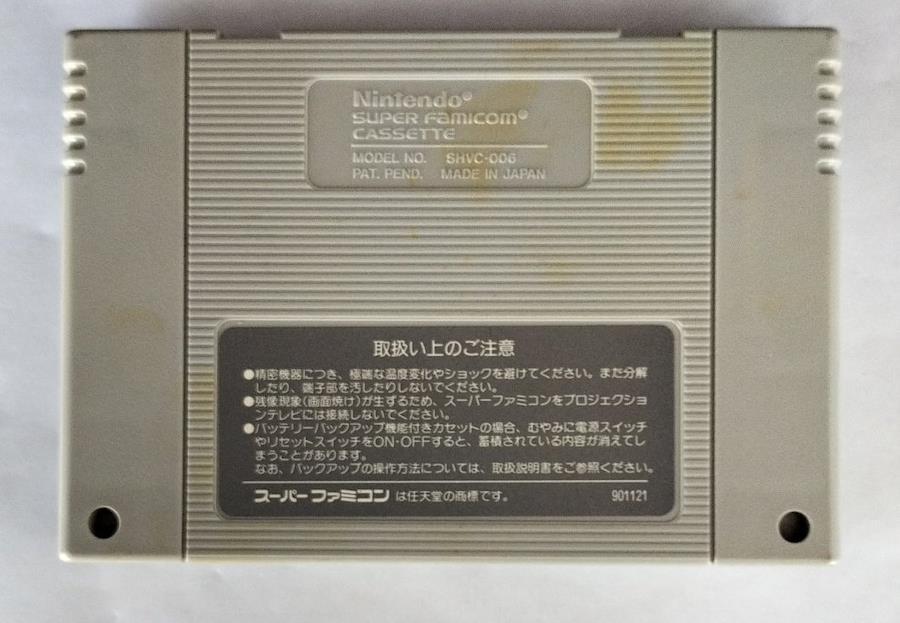 Nintendo®
SUPER FAMICOM®
CASSETTE
MODEL NO. SHVC-006
PAT. PEND. MADE IN JAPAN
取扱い上のご注意
●精密機器につき、極端な温度変化やショックを避けてください。また分解
したり、端子部を汚したりしないでください。
●残像現象(画面焼け)が生ずるため、スーパーファミコンをプロジェクショ
ンテレビには接続しないでください。
●バッテリーバックアップ機能付きカセットの場合、むやみに電源スイッチ
やリセットスイッチをON・OFFすると、蓄積されている内容が消えてし
まうことがあります。
なお、バックアップの操作方法については、取扱説明書をご参照ください。
スーパーファミコン は任天堂の商標です。 901121